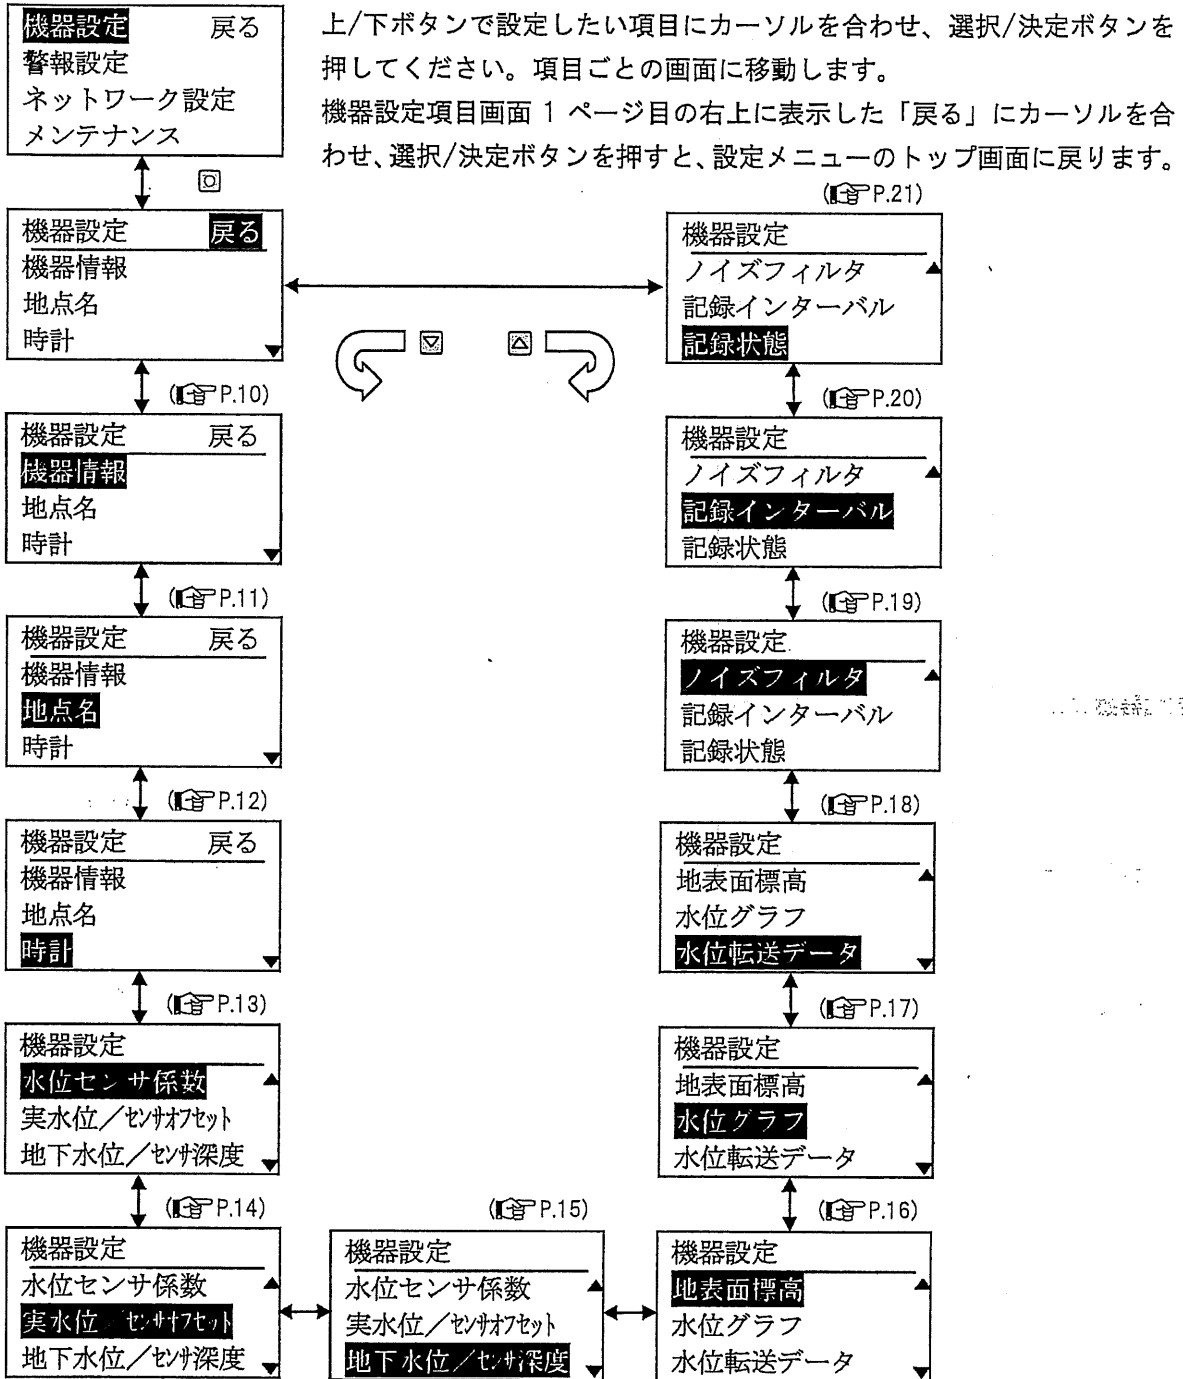 上/下ボタンで設定したい項目にカーソルを合わせ、選択/決定ボタンを
押してください。項目ごとの画面に移動します。
機器設定項目画面 1 ページ目の右上に表示した「戻る」にカーソルを合
わせ、選択/決定ボタンを押すと、設定メニューのトップ画面に戻ります。
機器設定 戻る
警報設定
ネットワーク設定
メンテナンス
機器設定 戻る
機器情報
地点名
時計
(P.10)
機器設定 戻る
機器情報
地点名
時計
(P.11)
機器設定 戻る
機器情報
地点名
時計
(P.12)
機器設定 戻る
機器情報
地点名
時計
(P.13)
機器設定
水位センサ係数
実水位/センサオフセット
地下水位/センサ深度
(P.14)
機器設定
水位センサ係数
実水位 センサオフセット
地下水位/センサ深度
(P.15)
機器設定
水位センサ係数
実水位/センサオフセット
地下水位/センサ深度
(P.16)
機器設定
地表面標高
水位グラフ
水位転送データ
(P.17)
機器設定
地表面標高
水位グラフ
水位転送データ
(P.18)
機器設定
地表面標高
水位グラフ
水位転送データ
(P.19)
機器設定
ノイズフィルタ
記録インターバル
記録状態
(P.20)
機器設定
ノイズフィルタ
記録インターバル
記録状態
(P.21)
機器設定
ノイズフィルタ
記録インターバル
記録状態